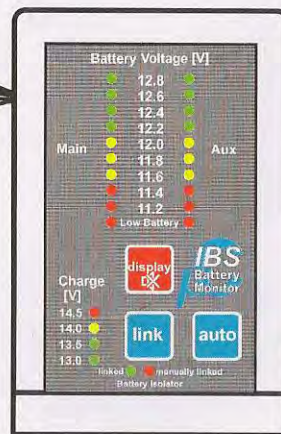 Battery Voltage [V]
12.8
12.6
12.4
12.2
Main 12.0 Aux
11.8
11.6
11.4
11.2
Low Battery
display
IBS
Battery
Monitor
Charge
[V]
14.5
14.0
13.5
13.0
link
auto
linked manually linked
Battery Isolator